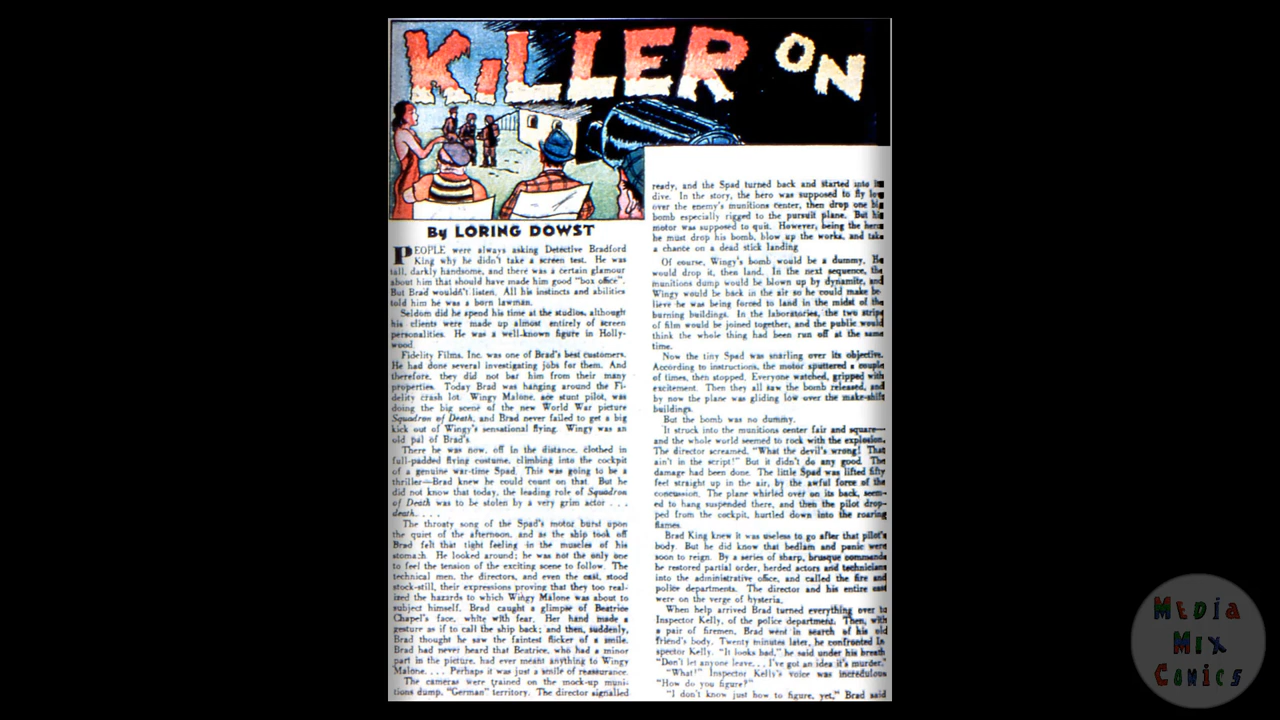 KILLER ON
By LORING DOWST
PEOPLE were always asking Detective Bradford
King why he didn't take a screen test. He was
tall, darkly handsome, and there was a certain glamour
about him that should have made him good "box office".
But Brad wouldn't listen. All his instincts and abilities
told him he was a born lawman.
Seldom did he spend his time at the studios, although
his clients were made up almost entirely of screen
personalities. He was a well-known figure in Holly-
wood.
Fidelity Films, Inc. was one of Brad's best customers.
He had done several investigating jobs for them. And
therefore, they did not bar him from their many
properties. Today Brad was hanging around the Fi-
delity crash lot. Wingy Malone, ace stunt pilot, was
doing the big scene of the new World War picture
Squadron of Death, and Brad never failed to get a big
kick out of Wingy's sensational flying. Wingy was an
old pal of Brad's.
There he was now, off in the distance, clothed in
full-padded flying costume, climbing into the cockpit
of a genuine war-time Spad. This was going to be a
thriller—Brad knew he could count on that. But he
did not know that today, the leading role of Squadron
of Death was to be stolen by a very grim actor . . .
death. . . .
The throaty song of the Spad's motor burst upon
the quiet of the afternoon, and as the ship took off
Brad felt that tight feeling in the muscles of his
stomach. He looked around; he was not the only one
to feel the tension of the exciting scene to follow. The
technical men, the directors, and even the cast, stood
stock-still, their expressions proving that they too real-
ized the hazards to which Wingy Malone was about to
subject himself. Brad caught a glimpse of Beatrice
Chapel's face, white with fear. Her hand made a
gesture as if to call the ship back; and then, suddenly,
Brad thought he saw the faintest flicker of a smile.
Brad had never heard that Beatrice, who had a minor
part in the picture, had ever meant anything to Wingy
Malone. . . . Perhaps it was just a smile of reassurance.
The cameras were trained on the mock-up muni-
tions dump, "German" territory. The director signalled
ready, and the Spad turned back and started into its
dive. In the story, the hero was supposed to fly low
over the enemy's munitions center, then drop one big
bomb especially rigged to the pursuit plane. But his
motor was supposed to quit. However, being the hero
he must drop his bomb, blow up the works, and take
a chance on a dead stick landing
Of course, Wingy's bomb would be a dummy. He
would drop it, then land. In the next sequence, the
munitions dump would be blown up by dynamite, and
Wingy would be back in the air so he could make be-
lieve he was being forced to land in the midst of the
burning buildings. In the laboratories, the two strips
of film would be joined together, and the public would
think the whole thing had been run off at the same
time.
Now the tiny Spad was snarling over its objective.
According to instructions, the motor sputtered a couple
of times, then stopped. Everyone watched, gripped with
excitement. Then they all saw the bomb released, and
by now the plane was gliding low over the make-shift
buildings.
But the bomb was no dummy.
It struck into the munitions center fair and square—
and the whole world seemed to rock with the explosion.
The director screamed, "What the devil's wrong! That
ain't in the script!" But it didn't do any good. The
damage had been done. The little Spad was lifted fifty
feet straight up in the air, by the awful force of the
concussion. The plane whirled over on its back, seem-
ed to hang suspended there, and then the pilot drop-
ped from the cockpit, hurtled down into the roaring
flames.
Brad King knew it was useless to go after that pilot's
body. But he did know that bedlam and panic were
soon to reign. By a series of sharp, brusque commands
he restored partial order, herded actors and technicians
into the administrative office, and called the fire and
police departments. The director and his entire cast
were on the verge of hysteria.
When help arrived Brad turned everything over to
Inspector Kelly, of the police department. Then, with
a pair of firemen, Brad went in search of his old
friend's body. Twenty minutes later, he confronted In-
spector Kelly. "It looks bad," he said under his breath
"Don't let anyone leave. . . I've got an idea it's murder."
"What!" Inspector Kelly's voice was incredulous
"How do you figure?"
"I don't know just how to figure, yet," Brad said
MEDIA
MIX
COMICS